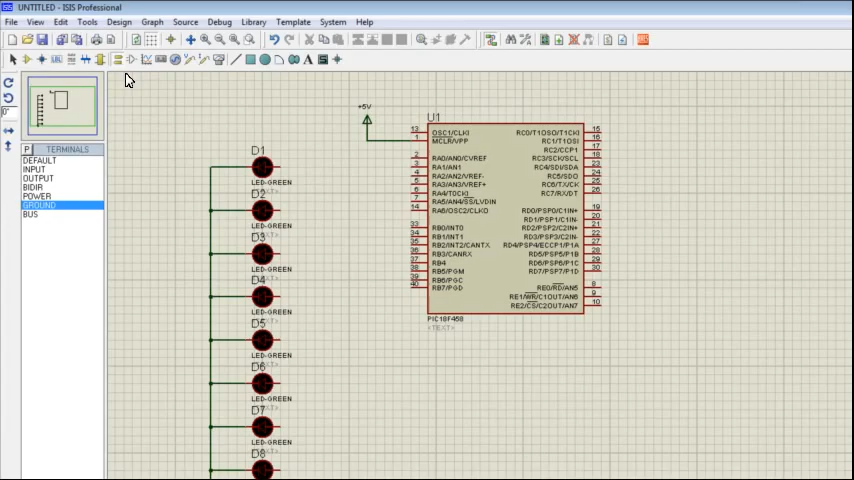 UNTITLED - ISIS Professional
File View Edit Tools Design Graph Source Debug Library Template System Help
0°
P TERMINALS
DEFAULT
INPUT
OUTPUT
BIDIR
POWER
GROUND
BUS
+5V
U1
13 OSC1/CLKI RC0/T1OSO/T1CKI 15
1 MCLR/VPP RC1/T1OSI 16
RC2/CCP1 17
2 RA0/AN0/CVREF RC3/SCK/SCL 18
3 RA1/AN1 RC4/SDI/SDA 23
4 RA2/AN2/VREF- RC5/SDO 24
5 RA3/AN3/VREF+ RC6/TX/CK 25
6 RA4/T0CKI RC7/RX/DT 26
7 RA5/AN4/SS/LVDIN
14 RA6/OSC2/CLKO RD0/PSP0/C1IN+ 19
RD1/PSP1/C1IN- 20
33 RB0/INT0 RD2/PSP2/C2IN+ 21
34 RB1/INT1 RD3/PSP3/C2IN- 22
35 RB2/INT2/CANTX RD4/PSP4/ECCP1/P1A 27
36 RB3/CANRX RD5/PSP5/P1B 28
37 RB4 RD6/PSP6/P1C 29
38 RB5/PGM RD7/PSP7/P1D 30
39 RB6/PGC
40 RB7/PGD RE0/RD/AN5 8
RE1/WR/C1OUT/AN6 9
RE2/CS/C2OUT/AN7 10
PIC18F458
<TEXT>
D1
LED-GREEN
D2
LED-GREEN
D3
LED-GREEN
D4
LED-GREEN
D5
LED-GREEN
D6
LED-GREEN
D7
LED-GREEN
D8